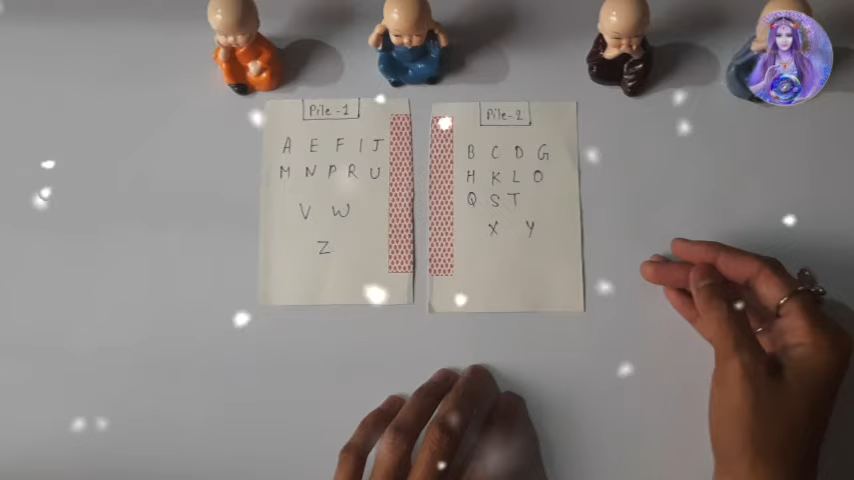 Pile-1
A E F I J
M N P R U
V W
Z
Pile-2
B C D G
H K L O
Q S T
X Y